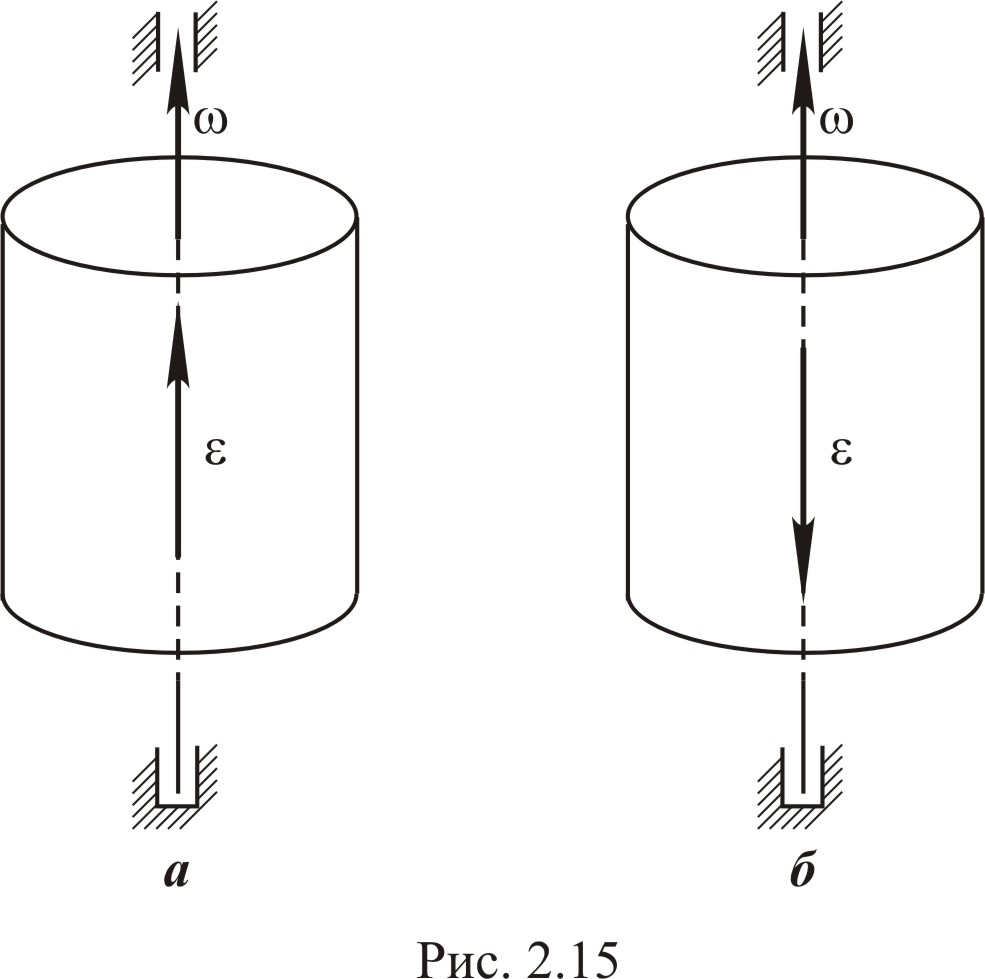 ω ω
ε ε
а б
Рис. 2.15